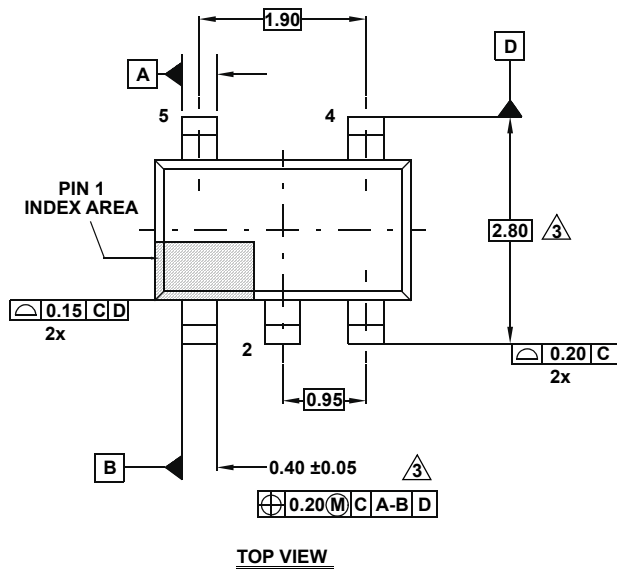 1.90
D
A
5
4
PIN 1
INDEX AREA
2.80 3
0.15 C D
2x
2
0.20 C
2x
0.95
B
0.40 ±0.05 3
0.20 M C A-B D
TOP VIEW